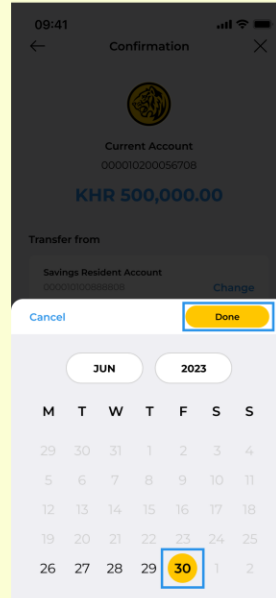 09:41
Confirmation
Current Account
000010200056708
KHR 500,000.00
Transfer from
Savings Resident Account
Change
Cancel
Done
JUN 2023
M T W T F S S
29 30 31 1 2 3 4
5 6 7 8 9 10 11
12 13 14 15 16 17 18
19 20 21 22 23 24 25
26 27 28 29 30 1 2